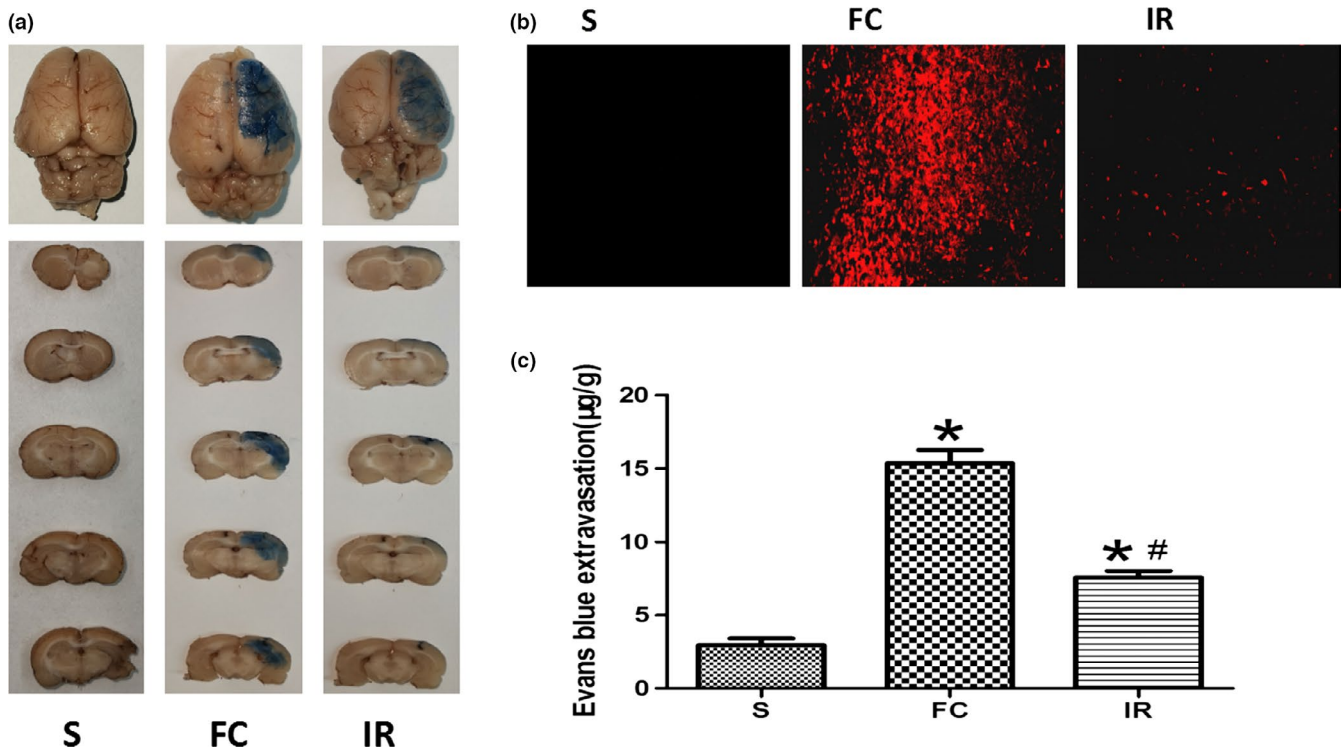 (a)
S FC IR
(b)
S FC IR
(c)
Evans blue extravasation(µg/g)
20
15
10
5
0
*
* #
S FC IR